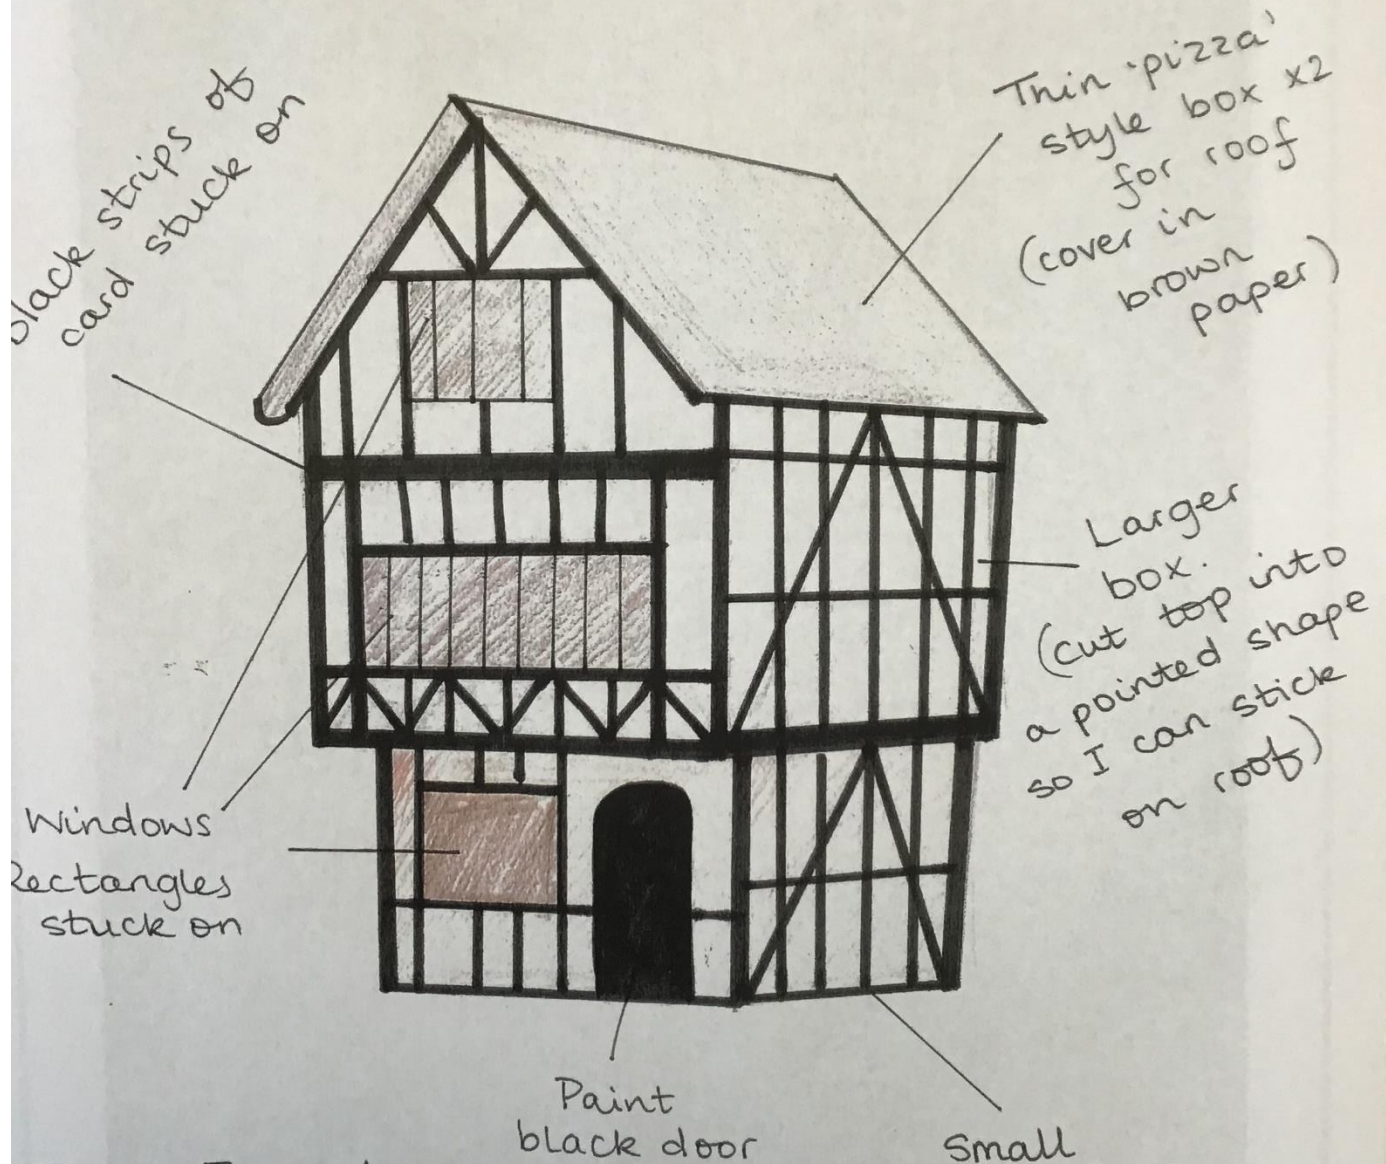 black strips of
card stuck on
Thin 'pizza'
style box x2
for roof
(cover in
brown
paper)
Larger
box.
(cut top into
a pointed shape
so I can stick
on roof)
Windows
Rectangles
stuck on
Paint
black door
Small